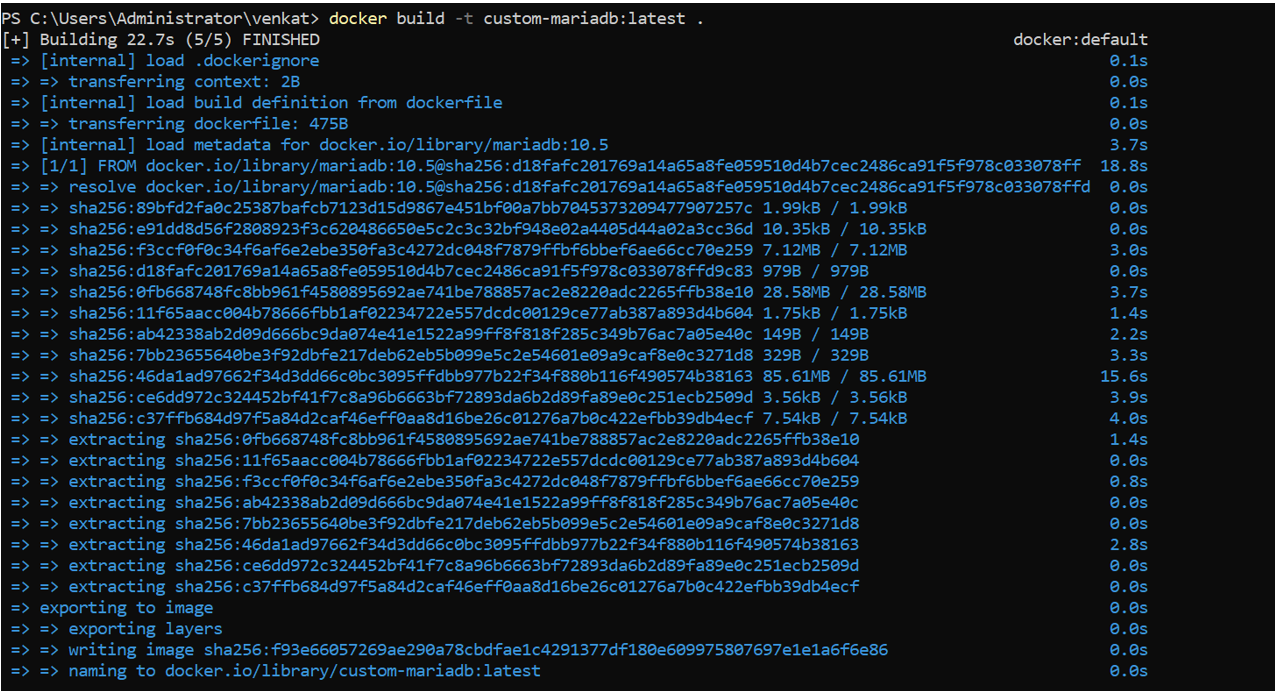 PS C:\Users\Administrator\venkat> docker build -t custom-mariadb:latest .
[+] Building 22.7s (5/5) FINISHED docker:default
=> [internal] load .dockerignore 0.1s
=> => transferring context: 2B 0.0s
=> [internal] load build definition from dockerfile 0.1s
=> => transferring dockerfile: 475B 0.0s
=> [internal] load metadata for docker.io/library/mariadb:10.5 3.7s
=> [1/1] FROM docker.io/library/mariadb:10.5@sha256:d18fafc201769a14a65a8fe059510d4b7cec2486ca91f5f978c033078ff 18.8s
=> => resolve docker.io/library/mariadb:10.5@sha256:d18fafc201769a14a65a8fe059510d4b7cec2486ca91f5f978c033078ffd 0.0s
=> => sha256:89bfd2fa0c25387bafcb7123d15d9867e451bf00a7bb7045373209477907257c 1.99kB / 1.99kB 0.0s
=> => sha256:e91dd8d56f2808923f3c620486650e5c2c3c32bf948e02a4405d44a02a3cc36d 10.35kB / 10.35kB 0.0s
=> => sha256:f3ccf0f0c34f6af6e2ebe350fa3c4272dc048f7879ffbf6bbef6ae66cc70e259 7.12MB / 7.12MB 3.0s
=> => sha256:d18fafc201769a14a65a8fe059510d4b7cec2486ca91f5f978c033078ffd9c83 979B / 979B 0.0s
=> => sha256:0fb668748fc8bb961f4580895692ae741be788857ac2e8220adc2265ffb38e10 28.58MB / 28.58MB 3.7s
=> => sha256:11f65aacc004b78666fbb1af02234722e557dcdc00129ce77ab387a893d4b604 1.75kB / 1.75kB 1.4s
=> => sha256:ab42338ab2d09d666bc9da074e41e1522a99ff8f818f285c349b76ac7a05e40c 149B / 149B 2.2s
=> => sha256:7bb23655640be3f92dbfe217deb62eb5b099e5c2e54601e09a9caf8e0c3271d8 329B / 329B 3.3s
=> => sha256:46da1ad97662f34d3dd66c0bc3095ffdbb977b22f34f880b116f490574b38163 85.61MB / 85.61MB 15.6s
=> => sha256:ce6dd972c324452bf41f7c8a96b6663bf72893da6b2d89fa89e0c251ecb2509d 3.56kB / 3.56kB 3.9s
=> => sha256:c37ffb684d97f5a84d2caf46eff0aa8d16be26c01276a7b0c422efbb39db4ecf 7.54kB / 7.54kB 4.0s
=> => extracting sha256:0fb668748fc8bb961f4580895692ae741be788857ac2e8220adc2265ffb38e10 1.4s
=> => extracting sha256:11f65aacc004b78666fbb1af02234722e557dcdc00129ce77ab387a893d4b604 0.0s
=> => extracting sha256:f3ccf0f0c34f6af6e2ebe350fa3c4272dc048f7879ffbf6bbef6ae66cc70e259 0.8s
=> => extracting sha256:ab42338ab2d09d666bc9da074e41e1522a99ff8f818f285c349b76ac7a05e40c 0.0s
=> => extracting sha256:7bb23655640be3f92dbfe217deb62eb5b099e5c2e54601e09a9caf8e0c3271d8 0.0s
=> => extracting sha256:46da1ad97662f34d3dd66c0bc3095ffdbb977b22f34f880b116f490574b38163 2.8s
=> => extracting sha256:ce6dd972c324452bf41f7c8a96b6663bf72893da6b2d89fa89e0c251ecb2509d 0.0s
=> => extracting sha256:c37ffb684d97f5a84d2caf46eff0aa8d16be26c01276a7b0c422efbb39db4ecf 0.0s
=> exporting to image 0.0s
=> => exporting layers 0.0s
=> => writing image sha256:f93e66057269ae290a78cbdfae1c4291377df180e609975807697e1e1a6f6e86 0.0s
=> => naming to docker.io/library/custom-mariadb:latest 0.0s